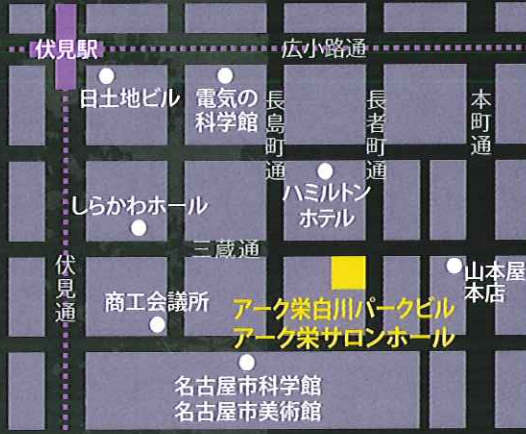 伏見駅
広小路通
日土地ビル
電気の
科学館
長島町通
長者町通
本町通
しらかわホール
ハミルトン
ホテル
三蔵通
伏見通
商工会議所
山本屋
本店
アーク栄白川パークビル
アーク栄サロンホール
名古屋市科学館
名古屋市美術館